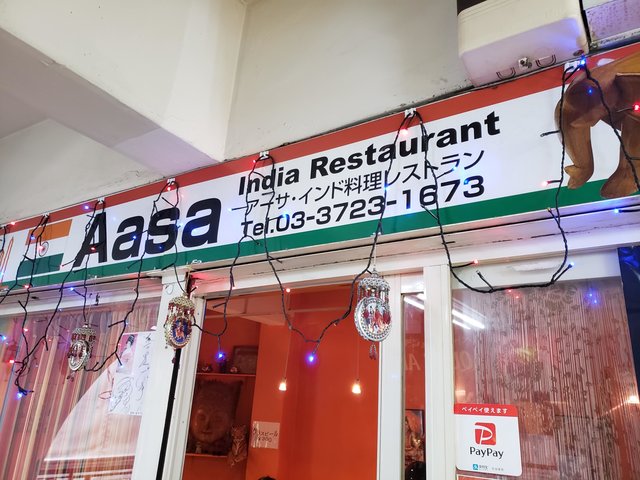 Aasa
India Restaurant
アーサ・インド料理レストラン
Tel.03-3723-1673
ペイペイ使えます
PayPay